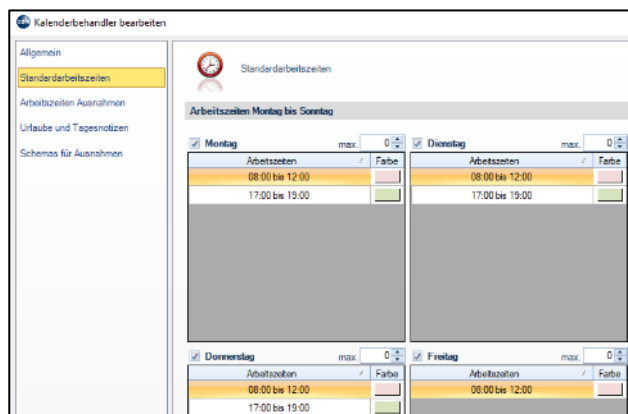 Kalenderbehandler bearbeiten
Allgemein
Standardarbeitszeiten
Arbeitszeiten Ausnahmen
Urlaube und Tagesnotizen
Schemas für Ausnahmen
Standardarbeitszeiten
Arbeitszeiten Montag bis Sonntag
Montag max. 0
Arbeitszeiten / Farbe
08:00 bis 12:00
17:00 bis 19:00
Dienstag max. 0
Arbeitszeiten / Farbe
08:00 bis 12:00
17:00 bis 19:00
Donnerstag max. 0
Arbeitszeiten / Farbe
08:00 bis 12:00
17:00 bis 19:00
Freitag max. 0
Arbeitszeiten / Farbe
08:00 bis 12:00